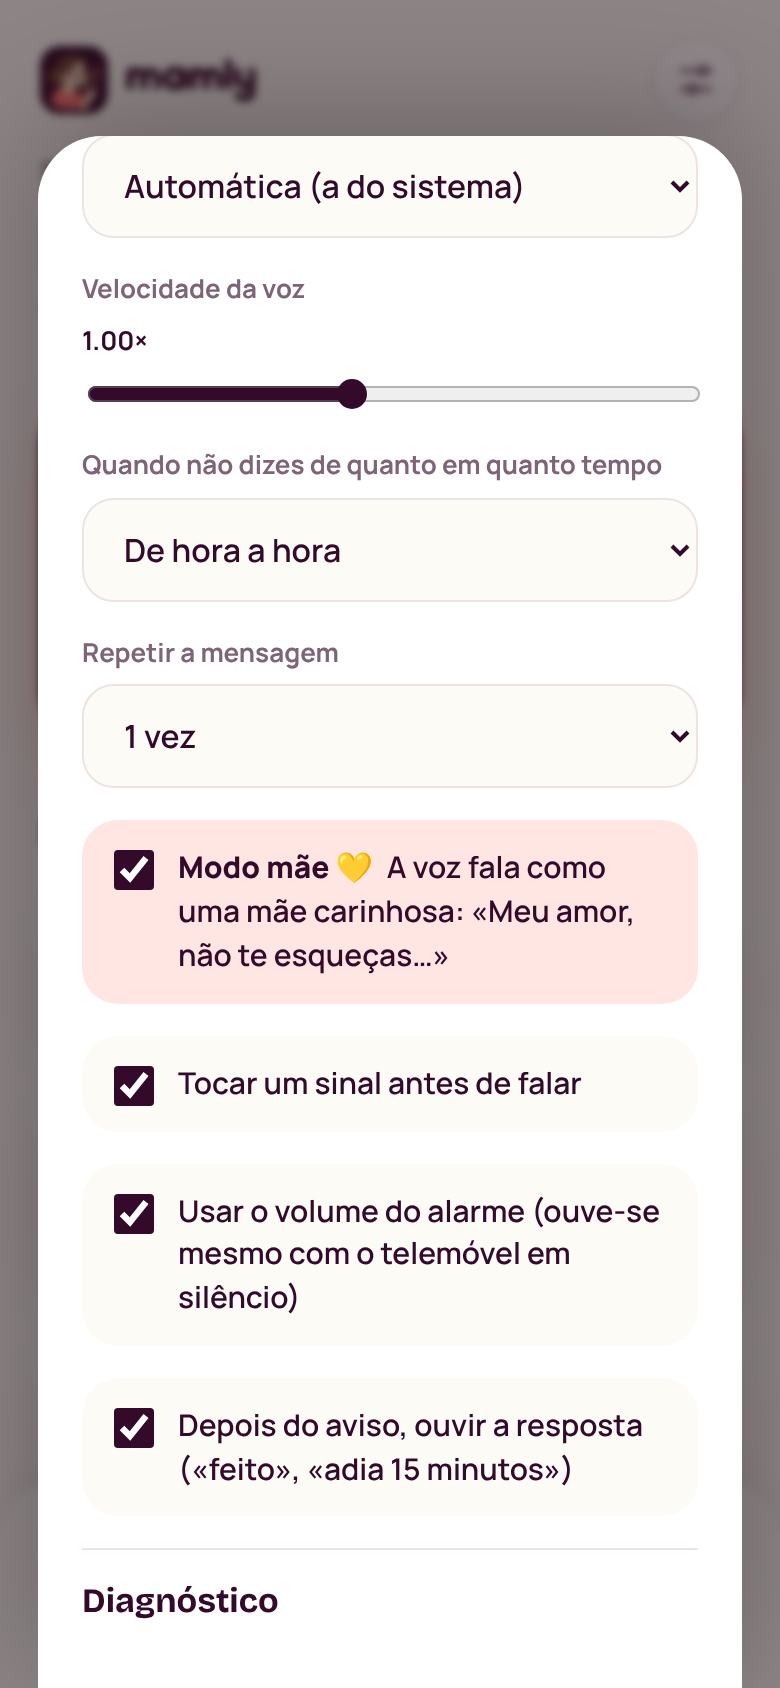 mamly
Automática (a do sistema)
Velocidade da voz
1.00×
Quando não dizes de quanto em quanto tempo
De hora a hora
Repetir a mensagem
1 vez
Modo mãe 💛 A voz fala como
uma mãe carinhosa: «Meu amor,
não te esqueças…»
Tocar um sinal antes de falar
Usar o volume do alarme (ouve-se
mesmo com o telemóvel em
silêncio)
Depois do aviso, ouvir a resposta
(«feito», «adia 15 minutos»)
Diagnóstico